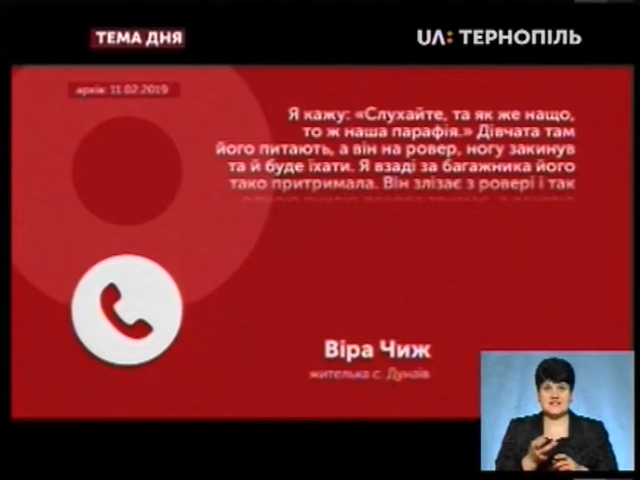 ТЕМА ДНЯ
UA: ТЕРНОПІЛЬ
архів 11.02.2019
Я кажу: «Слухайте, та як же нащо,
то ж наша парафія.» Дівчата там
його питають, а він на ровер, ногу закинув
та й буде їхати. Я взаді за багажника його
тако притримала. Він злізає з ровері і так
Віра Чиж
жителька с. Дунаїв